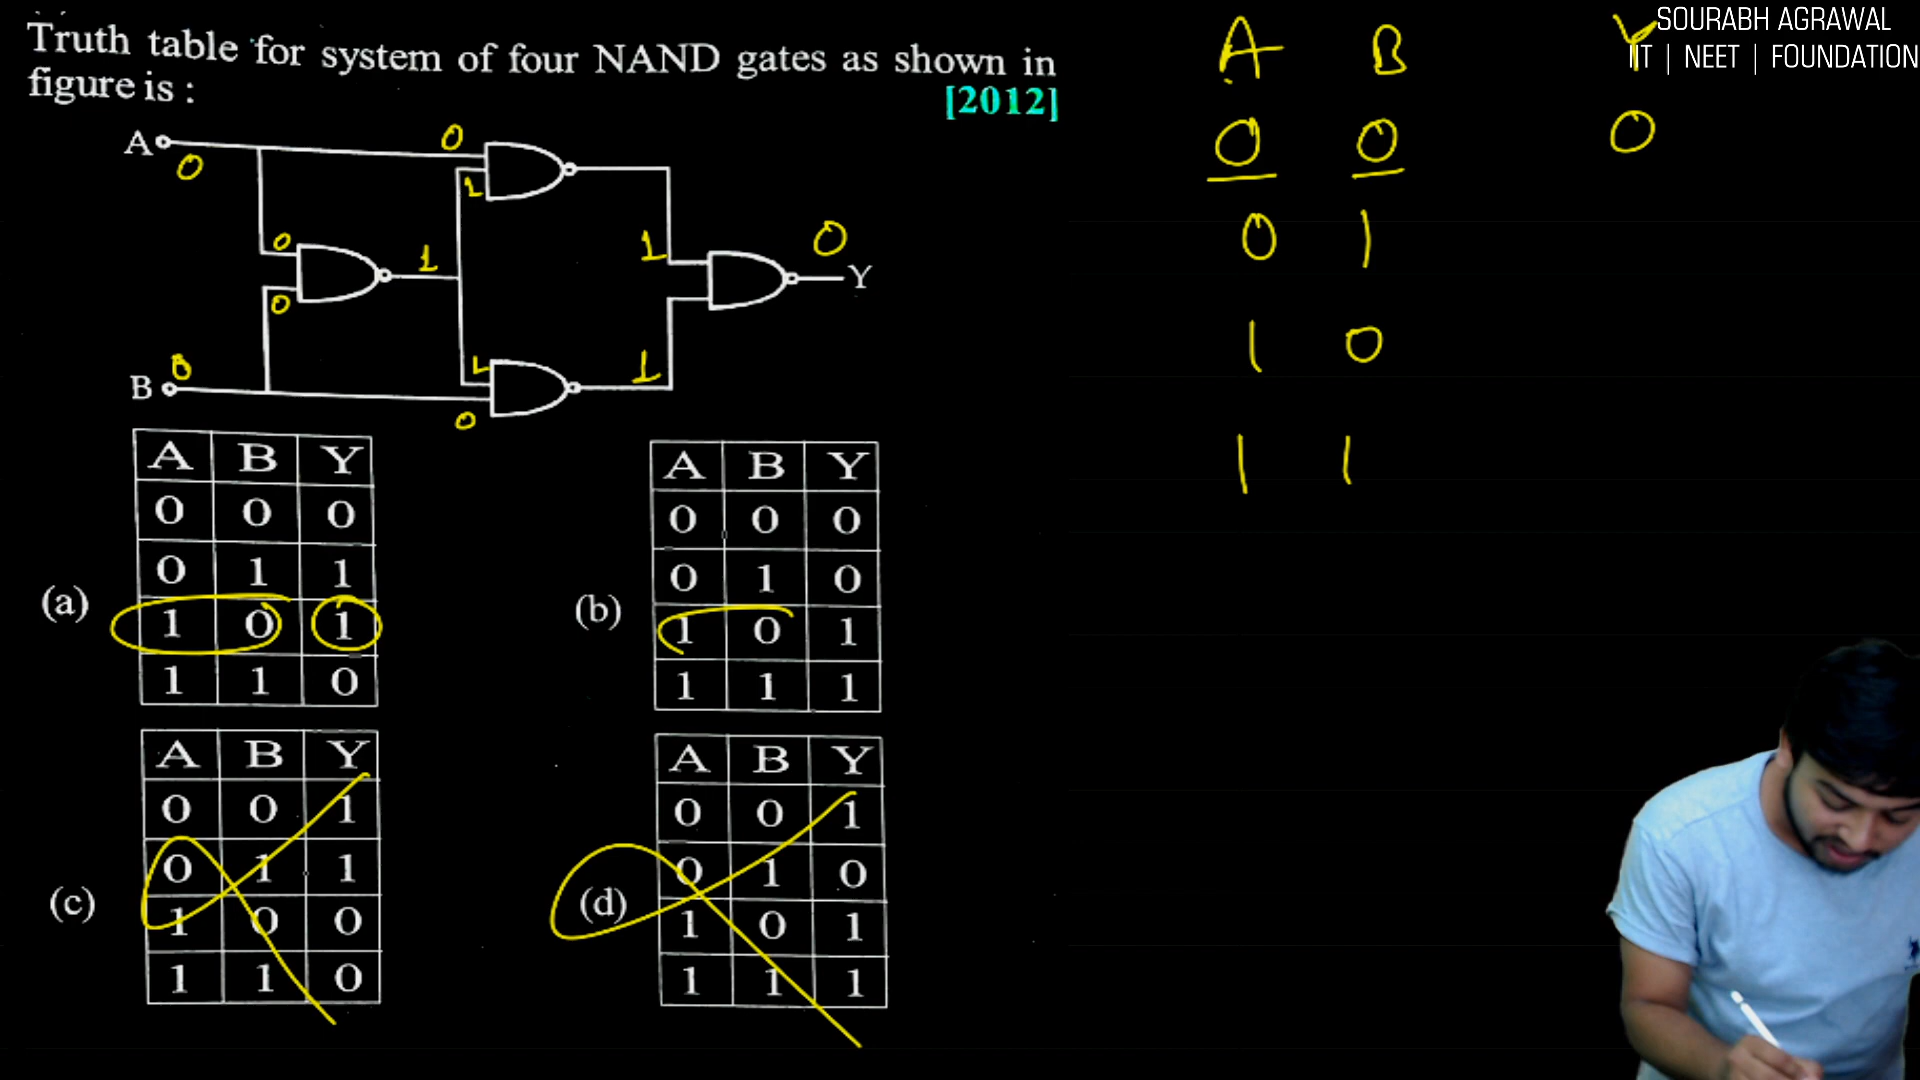 Truth table for system of four NAND gates as shown in
figure is :
[2012]
SOURABH AGRAWAL
IIT | NEET | FOUNDATION
A B Y
0 0 0
0 1
1 0
1 1
A
0
0
1
0
0
1
B
0
1
0
1
1
0
Y
(a)
A B Y
0 0 0
0 1 1
1 0 1
1 1 0
(b)
A B Y
0 0 0
0 1 0
1 0 1
1 1 1
(c)
A B Y
0 0 1
0 1 1
1 0 0
1 1 0
(d)
A B Y
0 0 1
0 1 0
1 0 1
1 1 1